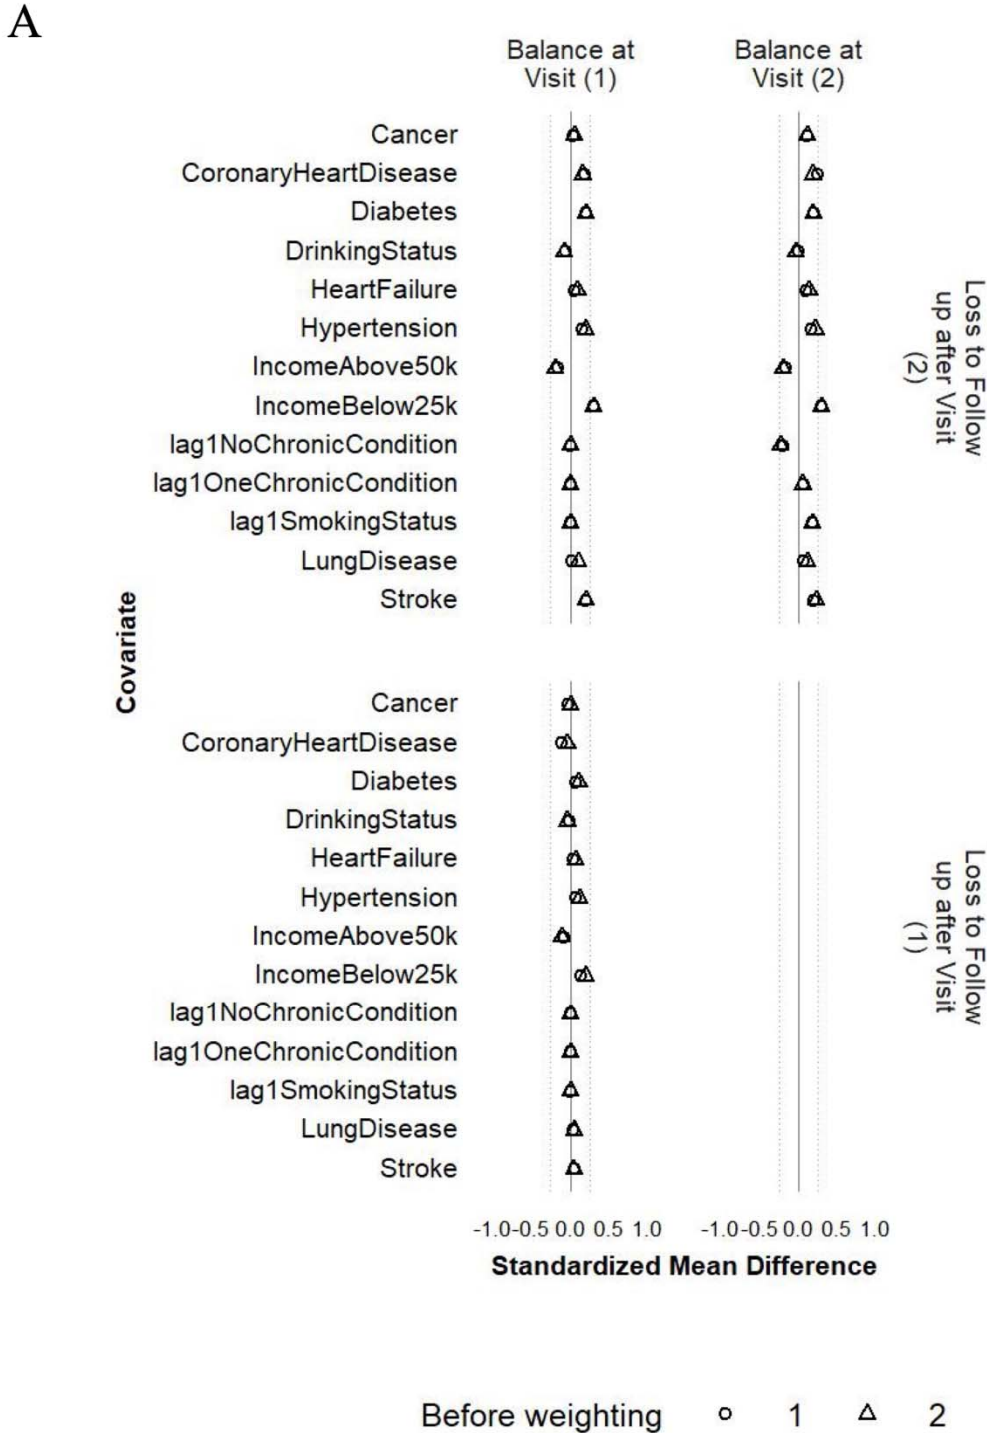 A
Balance at
Visit (1)
Balance at
Visit (2)
Cancer
CoronaryHeartDisease
Diabetes
DrinkingStatus
HeartFailure
Hypertension
IncomeAbove50k
IncomeBelow25k
lag1NoChronicCondition
lag1OneChronicCondition
lag1SmokingStatus
LungDisease
Stroke
Loss to Follow
up after Visit
(2)
Covariate
Cancer
CoronaryHeartDisease
Diabetes
DrinkingStatus
HeartFailure
Hypertension
IncomeAbove50k
IncomeBelow25k
lag1NoChronicCondition
lag1OneChronicCondition
lag1SmokingStatus
LungDisease
Stroke
Loss to Follow
up after Visit
(1)
-1.0-0.5 0.0 0.5 1.0 -1.0-0.5 0.0 0.5 1.0
Standardized Mean Difference
Before weighting 1 2